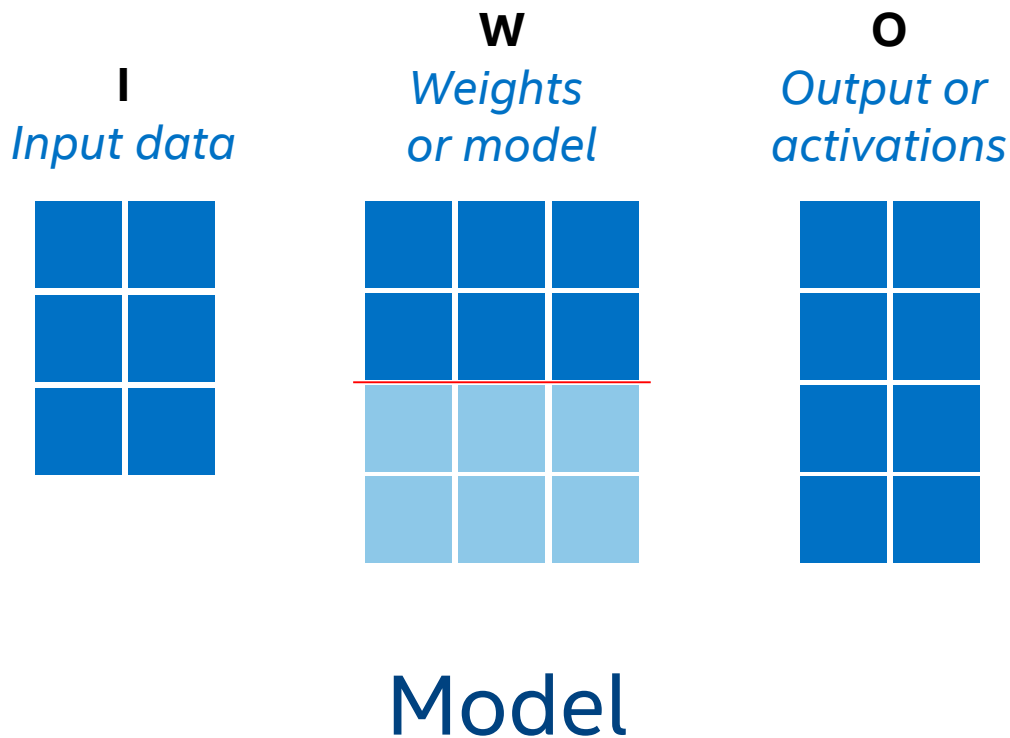 I
Input data
W
Weights
or model
O
Output or
activations
Model